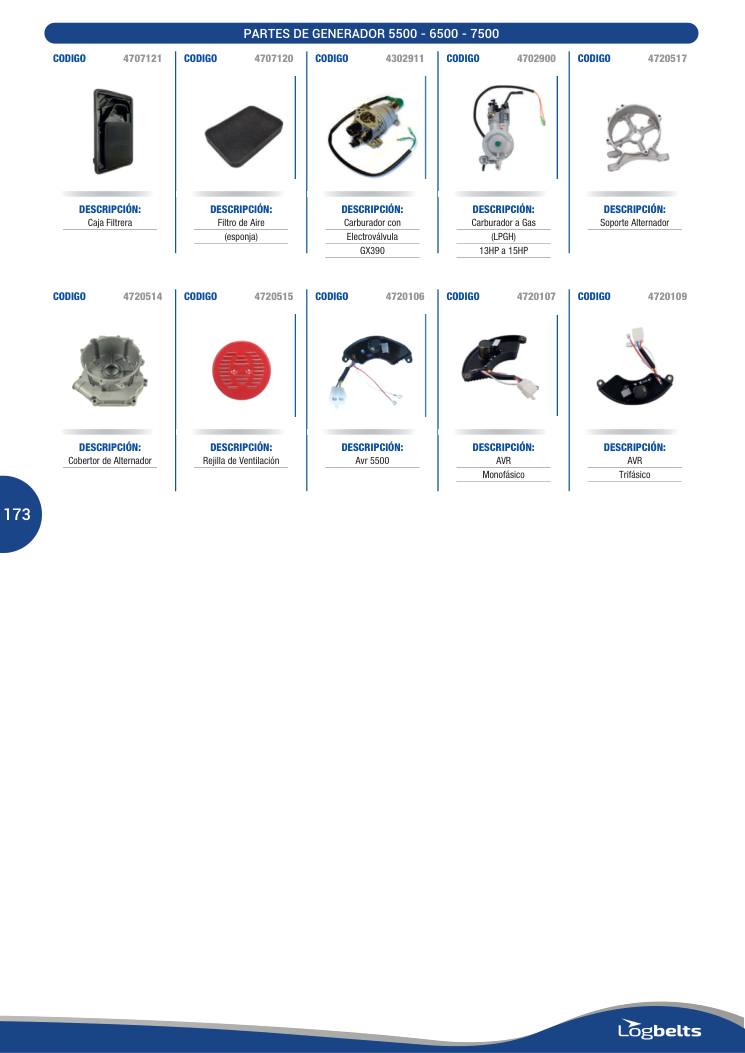 PARTES DE GENERADOR 5500 - 6500 - 7500
CODIGO 4707121
DESCRIPCIÓN:
Caja Filtrera
CODIGO 4707120
DESCRIPCIÓN:
Filtro de Aire
(esponja)
CODIGO 4302911
DESCRIPCIÓN:
Carburador con
Electroválvula
GX390
CODIGO 4702900
DESCRIPCIÓN:
Carburador a Gas
(LPGH)
13HP a 15HP
CODIGO 4720517
DESCRIPCIÓN:
Soporte Alternador
CODIGO 4720514
DESCRIPCIÓN:
Cobertor de Alternador
CODIGO 4720515
DESCRIPCIÓN:
Rejilla de Ventilación
CODIGO 4720106
DESCRIPCIÓN:
Avr 5500
CODIGO 4720107
DESCRIPCIÓN:
AVR
Monofásico
CODIGO 4720109
DESCRIPCIÓN:
AVR
Trifásico
173
Logbelts